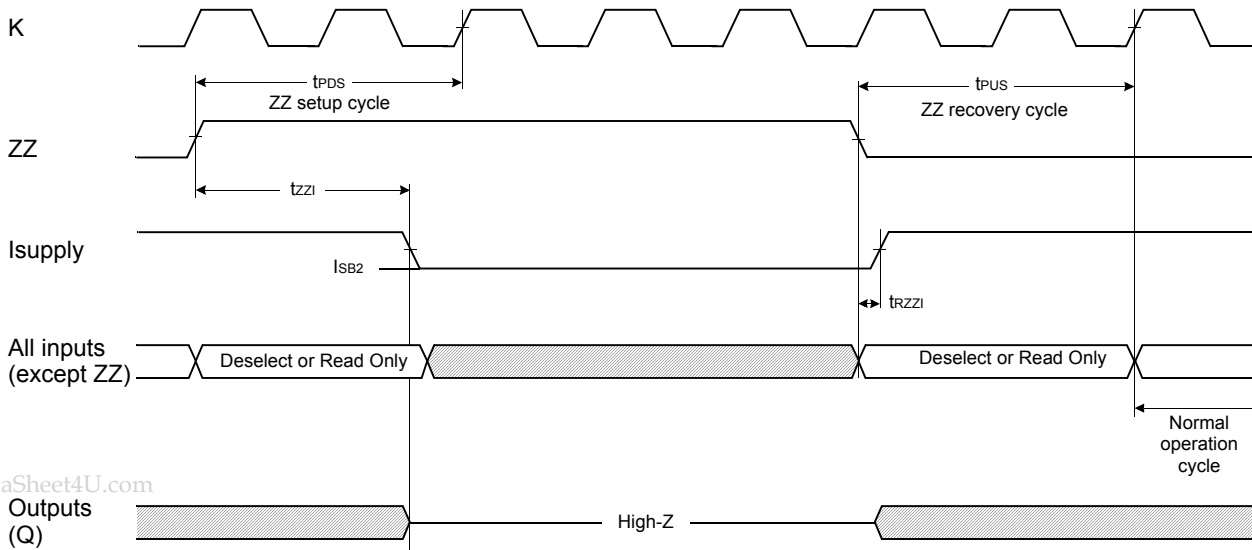 K
tPDS
ZZ setup cycle
tPUS
ZZ recovery cycle
ZZ
tZZI
Isupply
ISB2
tRZZI
All inputs
(except ZZ)
Deselect or Read Only
Deselect or Read Only
Normal
operation
cycle
aSheet4U.com
Outputs
(Q)
High-Z